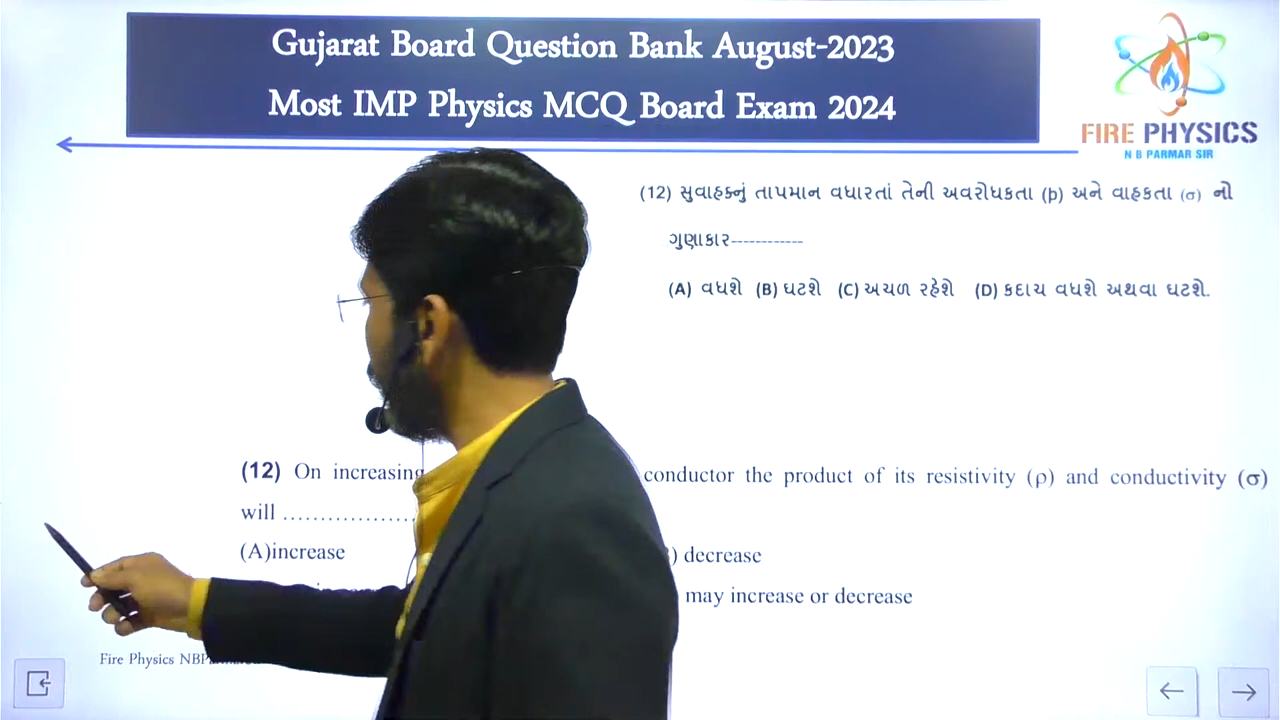 Gujarat Board Question Bank August-2023
Most IMP Physics MCQ Board Exam 2024
FIRE PHYSICS
N B PARMAR SIR
(12) સુવાહક્નું તાપમાન વધારતાં તેની અવરોધકતા (þ) અને વાહકતા (σ) નો
ગુણાકાર------------
(A) વધશે (B) ઘટશે (C) અચળ રહેશે (D) કદાચ વધશે અથવા ઘટશે.
(12) On increasing conductor the product of its resistivity (ρ) and conductivity (σ)
will ..................
(A)increase ) decrease
may increase or decrease
Fire Physics